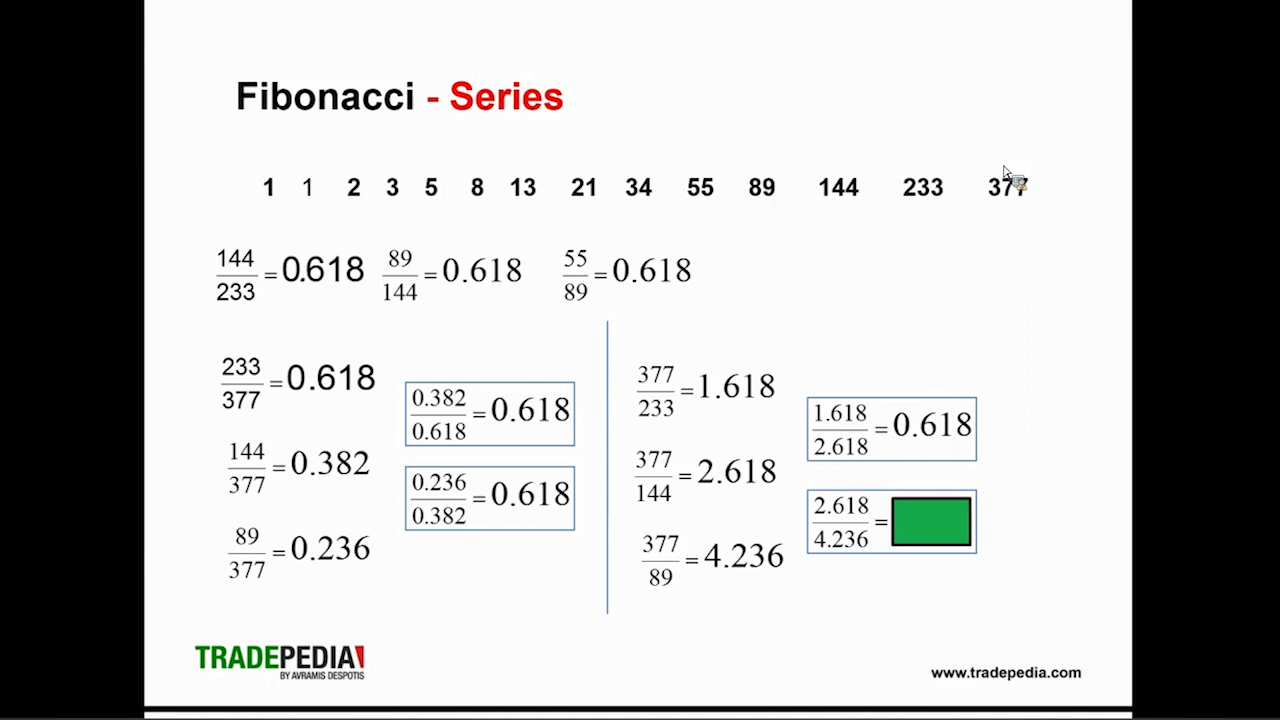 Fibonacci - Series
1 1 2 3 5 8 13 21 34 55 89 144 233 377
144/233 = 0.618 89/144 = 0.618 55/89 = 0.618
233/377 = 0.618
144/377 = 0.382
89/377 = 0.236
0.382/0.618 = 0.618
0.236/0.382 = 0.618
377/233 = 1.618
377/144 = 2.618
377/89 = 4.236
1.618/2.618 = 0.618
2.618/4.236 =
TRADEPEDIA
BY AVRAMIS DESPOTIS
www.tradepedia.com